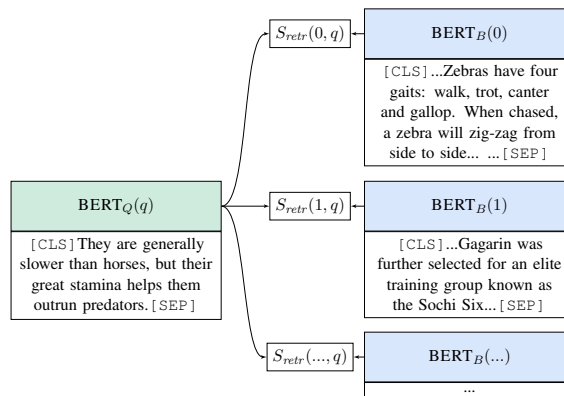 S_retr(0, q)
BERT_B(0)
[CLS]...Zebras have four
gaits: walk, trot, canter
and gallop. When chased,
a zebra will zig-zag from
side to side... ...[SEP]
BERT_Q(q)
[CLS]They are generally
slower than horses, but their
great stamina helps them
outrun predators.[SEP]
S_retr(1, q)
BERT_B(1)
[CLS]...Gagarin was
further selected for an elite
training group known as
the Sochi Six...[SEP]
S_retr(..., q)
BERT_B(...)
...